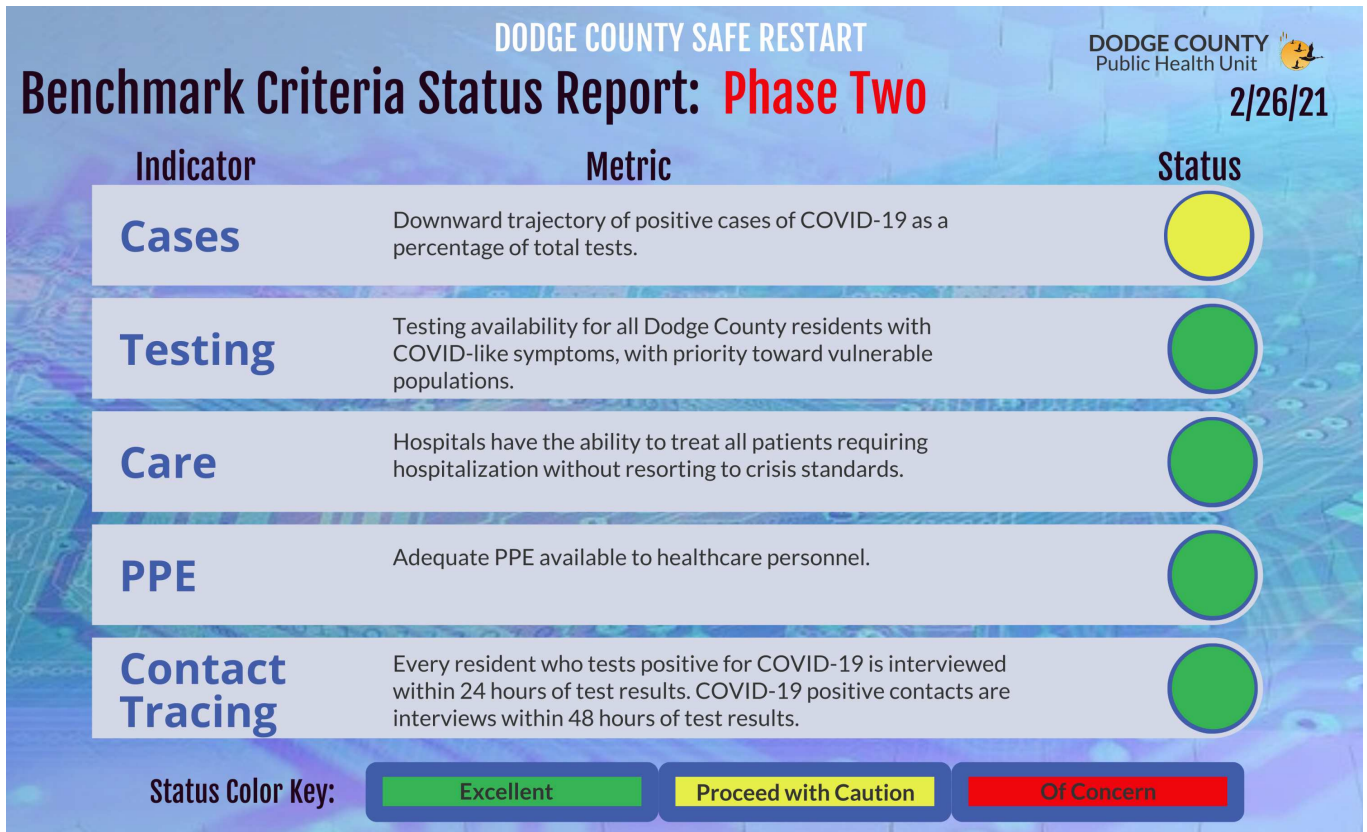 DODGE COUNTY SAFE RESTART
DODGE COUNTY
Public Health Unit
Benchmark Criteria Status Report: Phase Two
2/26/21
Indicator Metric Status
Cases
Downward trajectory of positive cases of COVID-19 as a
percentage of total tests.
Testing
Testing availability for all Dodge County residents with
COVID-like symptoms, with priority toward vulnerable
populations.
Care
Hospitals have the ability to treat all patients requiring
hospitalization without resorting to crisis standards.
PPE
Adequate PPE available to healthcare personnel.
Contact
Tracing
Every resident who tests positive for COVID-19 is interviewed
within 24 hours of test results. COVID-19 positive contacts are
interviews within 48 hours of test results.
Status Color Key: Excellent Proceed with Caution Of Concern